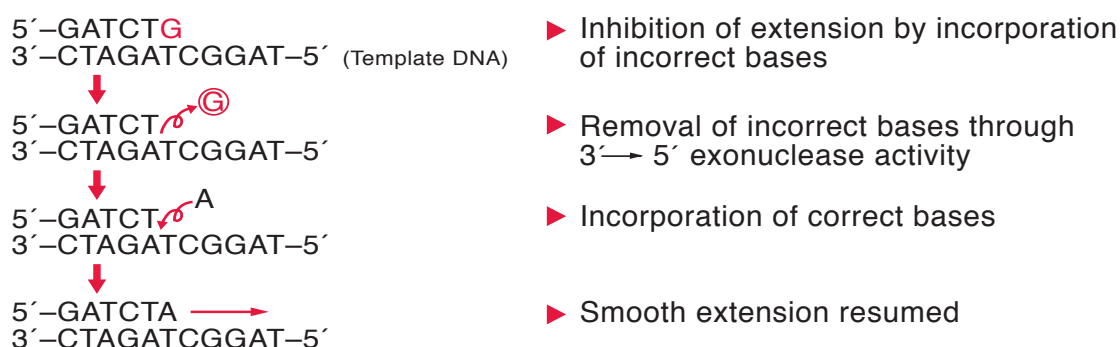 5´–GATCTG
3´–CTAGATCGGAT–5´ (Template DNA)
▶ Inhibition of extension by incorporation
of incorrect bases
5´–GATCT G
3´–CTAGATCGGAT–5´
▶ Removal of incorrect bases through
3´→ 5´ exonuclease activity
5´–GATCT A
3´–CTAGATCGGAT–5´
▶ Incorporation of correct bases
5´–GATCTA →
3´–CTAGATCGGAT–5´
▶ Smooth extension resumed